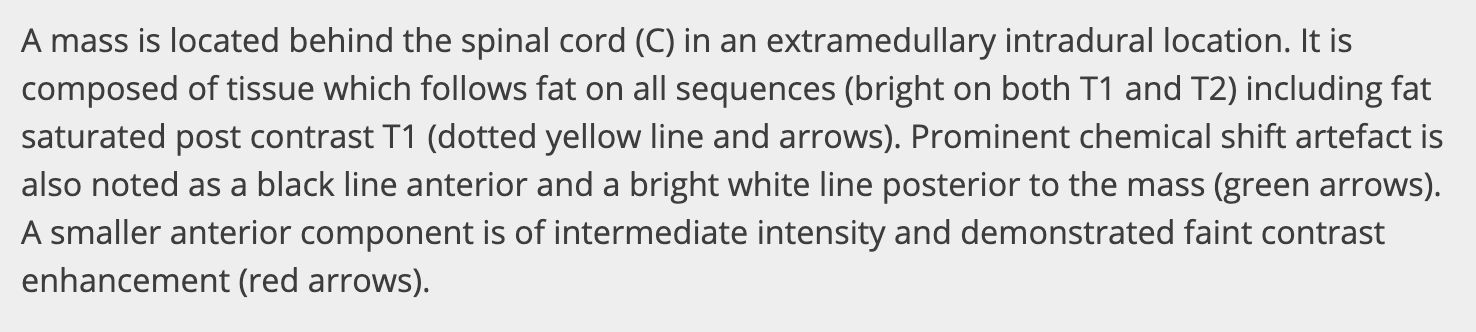 A mass is located behind the spinal cord (C) in an extramedullary intradural location. It is
composed of tissue which follows fat on all sequences (bright on both T1 and T2) including fat
saturated post contrast T1 (dotted yellow line and arrows). Prominent chemical shift artefact is
also noted as a black line anterior and a bright white line posterior to the mass (green arrows).
A smaller anterior component is of intermediate intensity and demonstrated faint contrast
enhancement (red arrows).